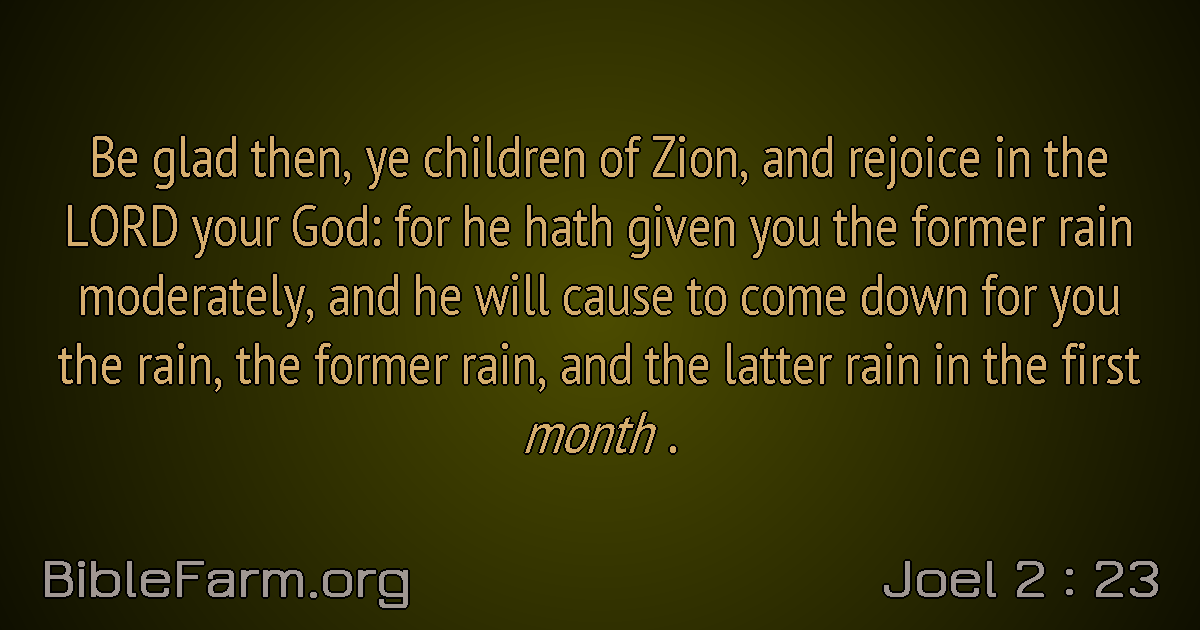 Be glad then, ye children of Zion, and rejoice in the
LORD your God: for he hath given you the former rain
moderately, and he will cause to come down for you
the rain, the former rain, and the latter rain in the first
month .
BibleFarm.org
Joel 2 : 23